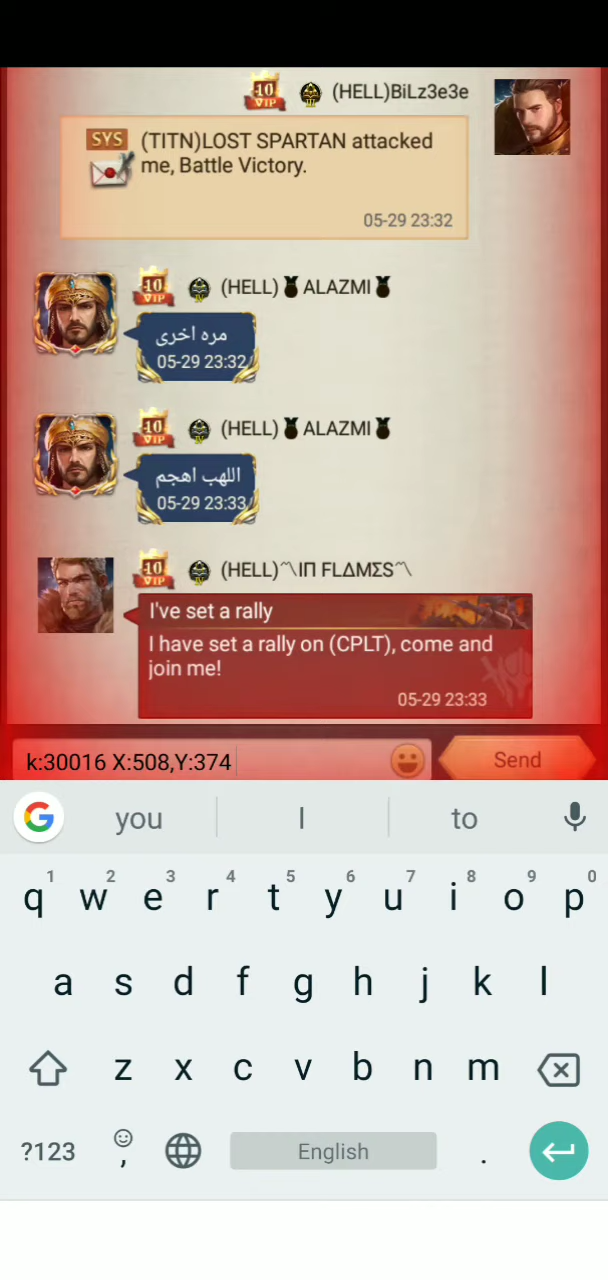 10
VIP
(HELL)BiLz3e3e
SYS
(TITN)LOST SPARTAN attacked
me, Battle Victory.
05-29 23:32
10
VIP
(HELL) ALAZMI
مره اخرى
05-29 23:32
10
VIP
(HELL) ALAZMI
اللهب اهجم
05-29 23:33
10
VIP
(HELL)〽IП FLΔMΣS〽
I've set a rally
I have set a rally on (CPLT), come and
join me!
05-29 23:33
k:30016 X:508,Y:374
Send
G
you I to
1 2 3 4 5 6 7 8 9 0
q w e r t y u i o p
a s d f g h j k l
z x c v b n m
?123 , English .